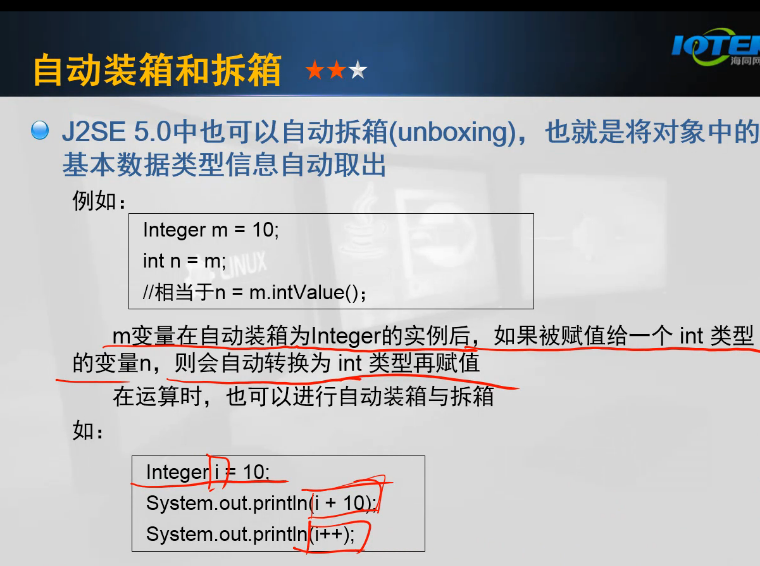 自动装箱和拆箱
IOTEK
海同网
J2SE 5.0中也可以自动拆箱(unboxing)，也就是将对象中的
基本数据类型信息自动取出
例如：
Integer m = 10;
int n = m;
//相当于n = m.intValue()；
LINUX
m变量在自动装箱为Integer的实例后，如果被赋值给一个 int 类型
的变量n，则会自动转换为 int 类型再赋值
在运算时，也可以进行自动装箱与拆箱
如：
Integer i = 10;
System.out.println(i + 10);
System.out.println(i++);